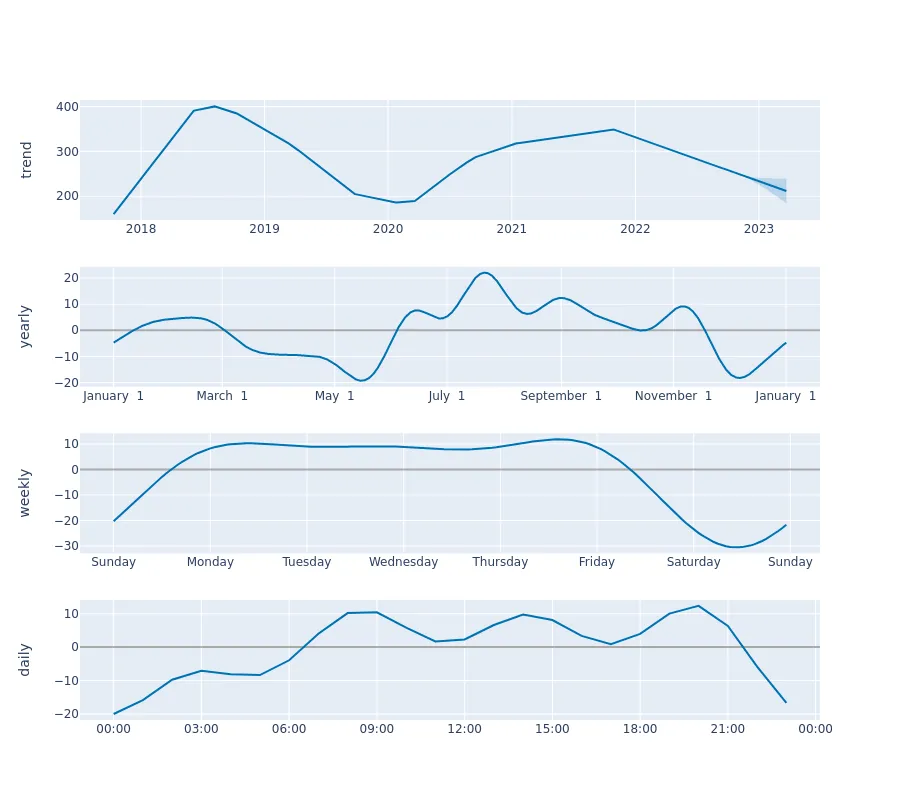 trend
400
300
200
2018 2019 2020 2021 2022 2023
yearly
20
10
0
−10
−20
January 1 March 1 May 1 July 1 September 1 November 1 January 1
weekly
10
0
−10
−20
−30
Sunday Monday Tuesday Wednesday Thursday Friday Saturday Sunday
daily
10
0
−10
−20
00:00 03:00 06:00 09:00 12:00 15:00 18:00 21:00 00:00